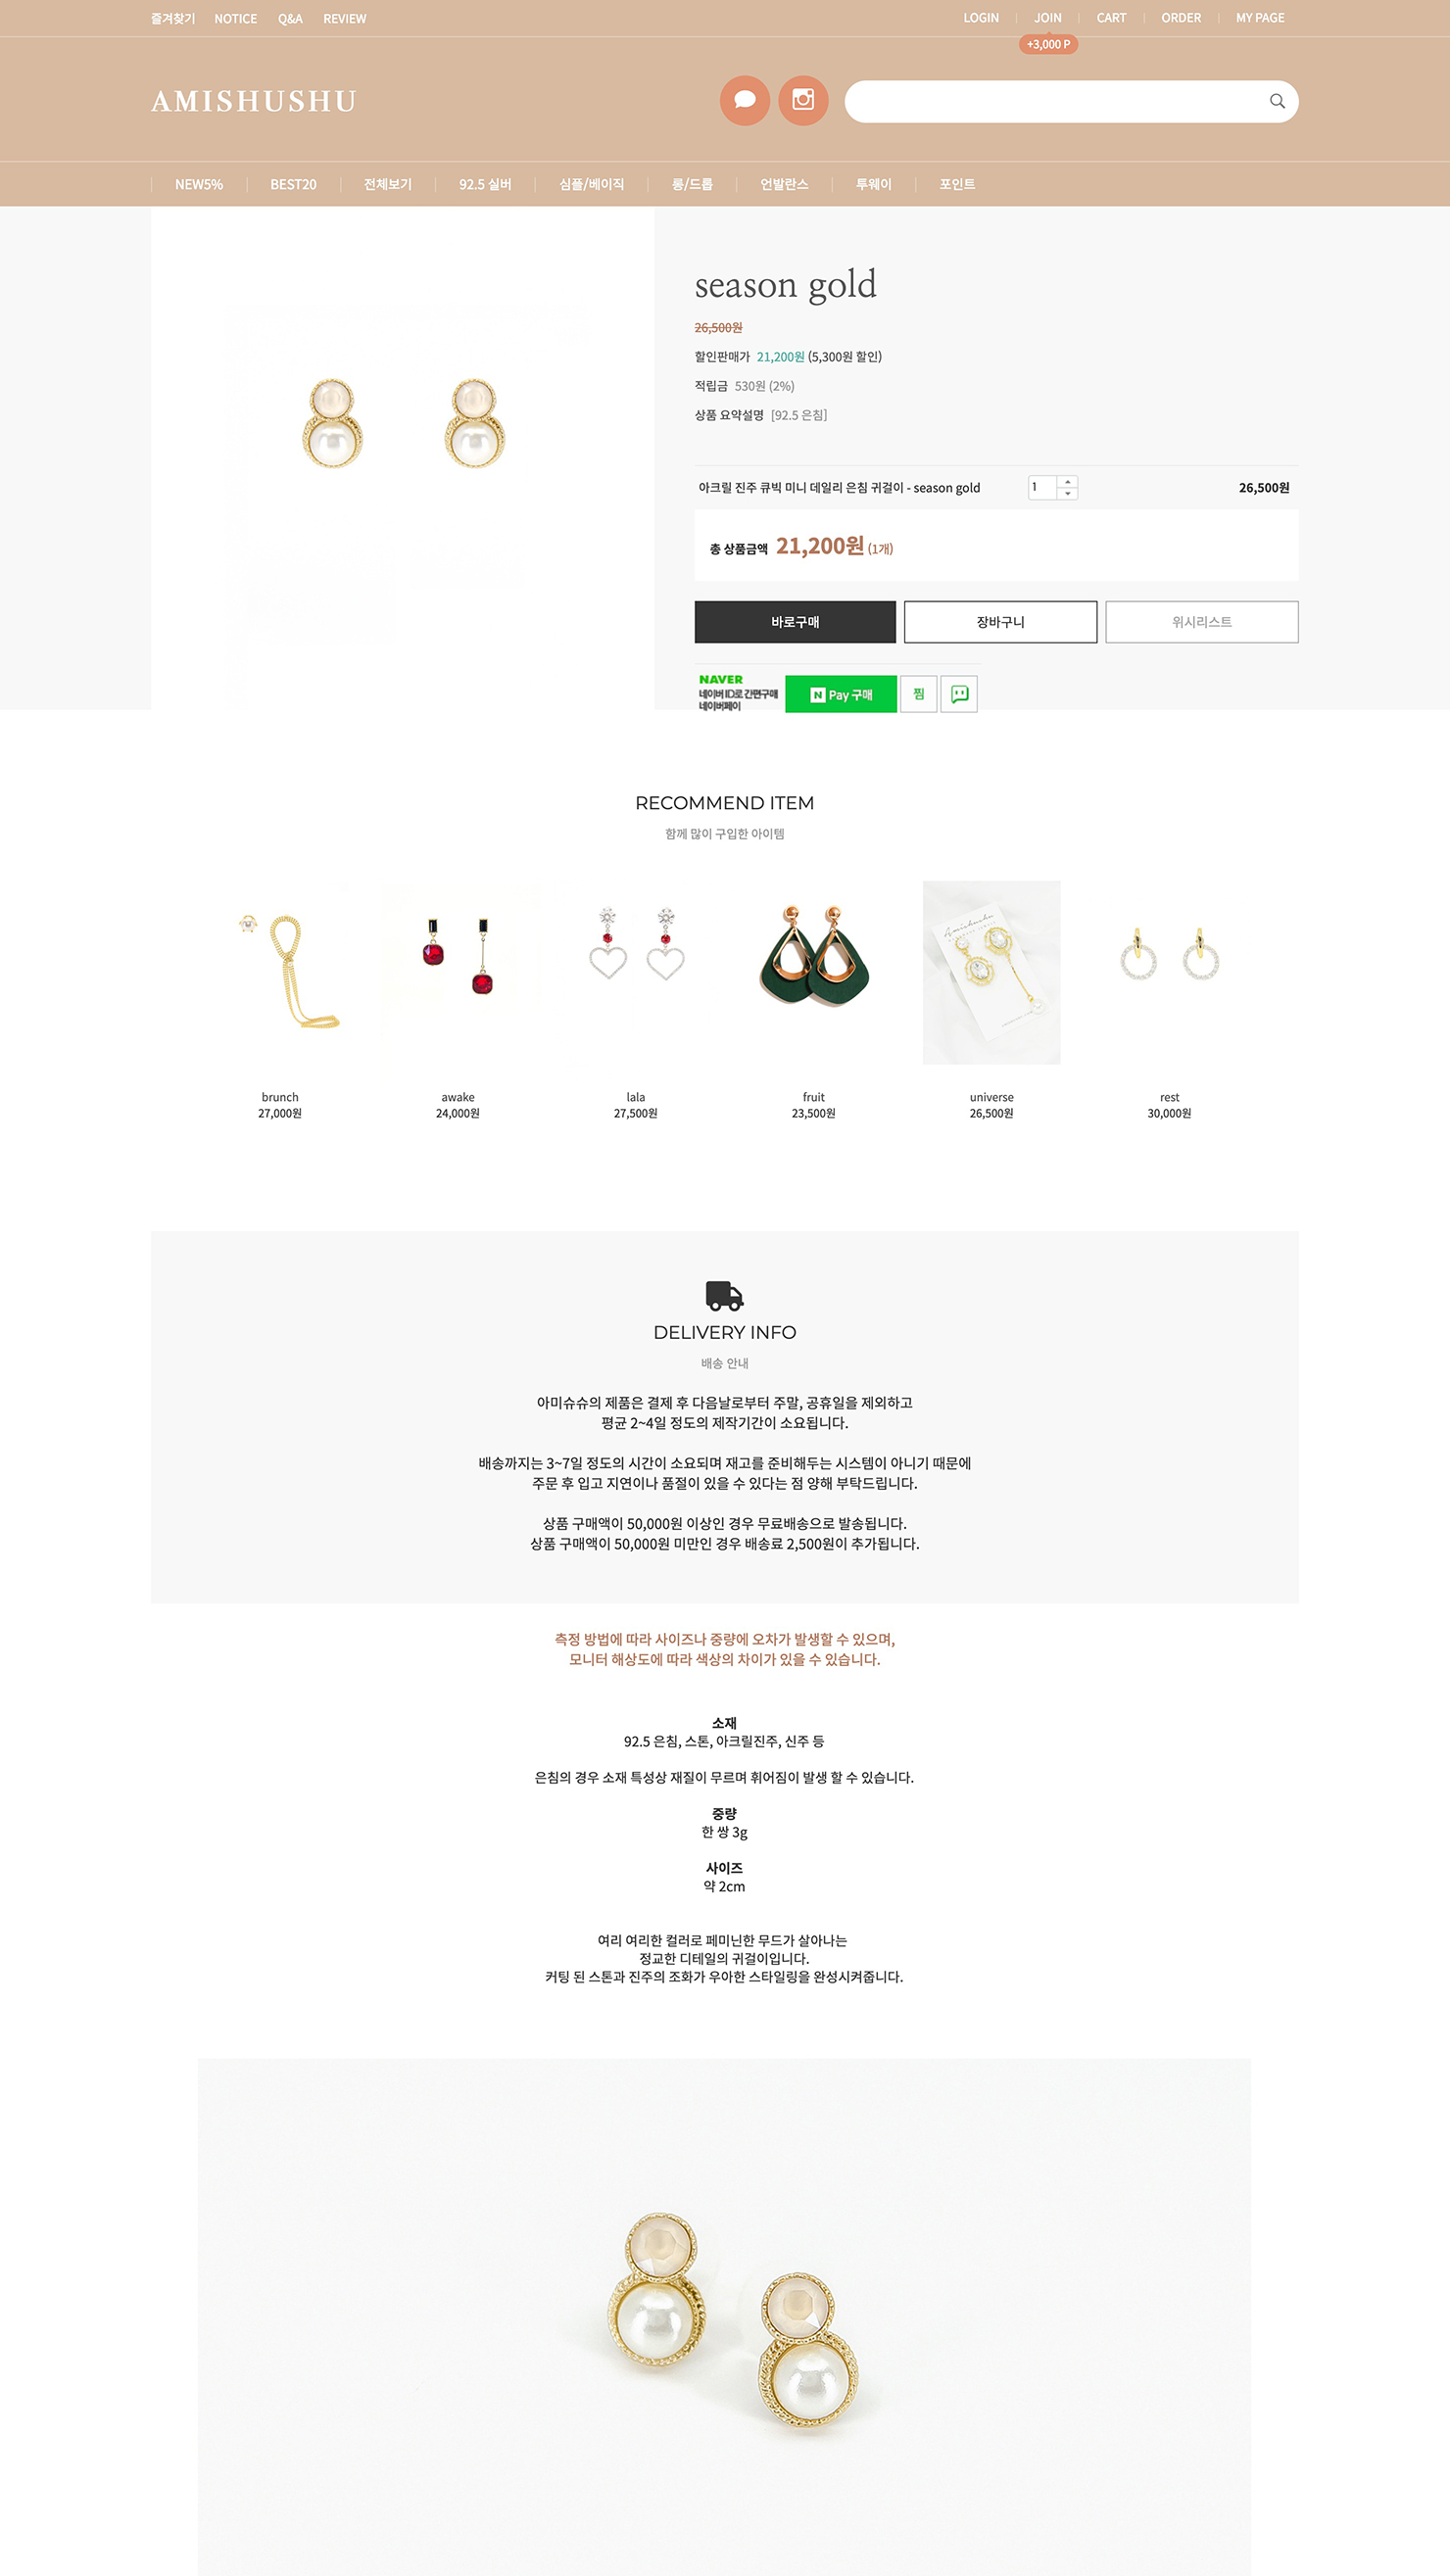 즐겨찾기 NOTICE Q&A REVIEW
LOGIN JOIN CART ORDER MY PAGE
+3,000 P
AMISHUSHU
NEW5% BEST20 전체보기 92.5 실버 심플/베이직 롱/드롭 언발란스 투웨이 포인트
season gold
26,500원
할인판매가 21,200원 (5,300원 할인)
적립금 530원 (2%)
상품 요약설명 [92.5 은침]
아크릴 진주 큐빅 미니 데일리 은침 귀걸이 - season gold 1 26,500원
총 상품금액 21,200원 (1개)
바로구매 장바구니 위시리스트
NAVER
네이버 ID로 간편구매
네이버페이
N Pay 구매 찜
RECOMMEND ITEM
함께 많이 구입한 아이템
Amishushu
brunch awake lala fruit universe rest
27,000원 24,000원 27,500원 23,500원 26,500원 30,000원
DELIVERY INFO
배송 안내
아미슈슈의 제품은 결제 후 다음날로부터 주말, 공휴일을 제외하고
평균 2~4일 정도의 제작기간이 소요됩니다.
배송까지는 3~7일 정도의 시간이 소요되며 재고를 준비해두는 시스템이 아니기 때문에
주문 후 입고 지연이나 품절이 있을 수 있다는 점 양해 부탁드립니다.
상품 구매액이 50,000원 이상인 경우 무료배송으로 발송됩니다.
상품 구매액이 50,000원 미만인 경우 배송료 2,500원이 추가됩니다.
측정 방법에 따라 사이즈나 중량에 오차가 발생할 수 있으며,
모니터 해상도에 따라 색상의 차이가 있을 수 있습니다.
소재
92.5 은침, 스톤, 아크릴진주, 신주 등
은침의 경우 소재 특성상 재질이 무르며 휘어짐이 발생 할 수 있습니다.
중량
한 쌍 3g
사이즈
약 2cm
여리 여리한 컬러로 페미닌한 무드가 살아나는
정교한 디테일의 귀걸이입니다.
커팅 된 스톤과 진주의 조화가 우아한 스타일링을 완성시켜줍니다.